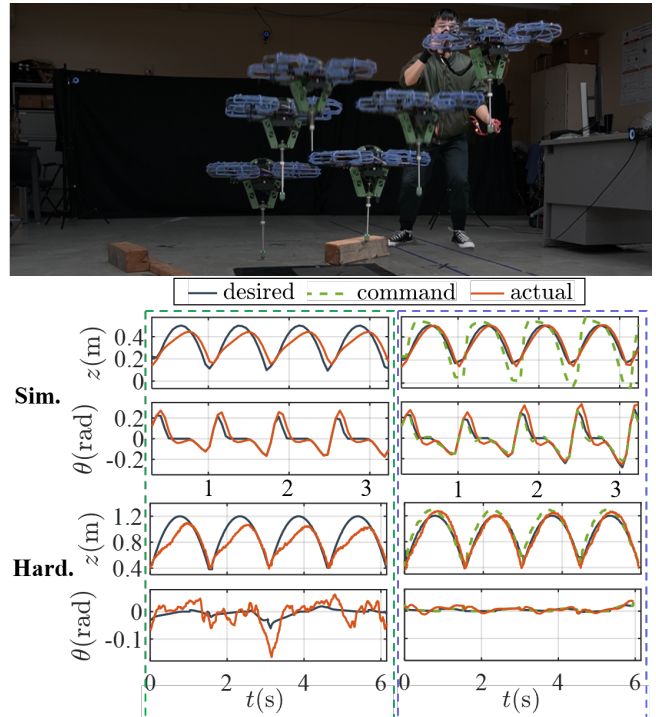 desired command actual
z(m)
0.4
0.2
0
Sim.
θ(rad)
0.2
0
-0.2
1 2 3 1 2 3
z(m)
1.2
0.8
0.4
Hard.
θ(rad)
0
-0.1
0 2 4 6 0 2 4 6
t(s) t(s)